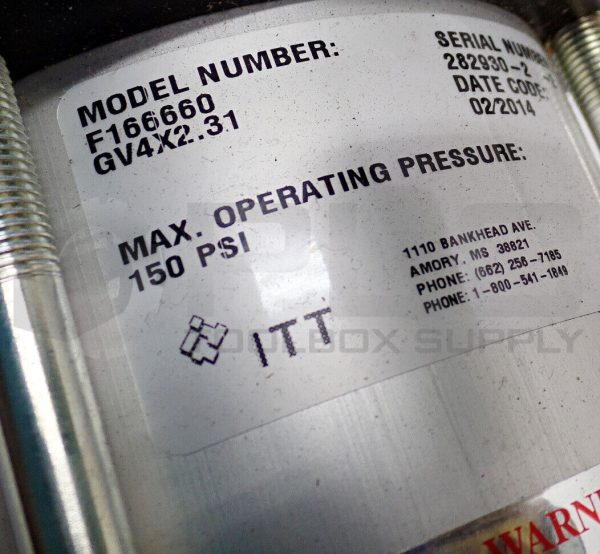 MODEL NUMBER:
F166660
GV4X2.31
SERIAL NUMBER
282930-2
DATE CODE:
02/2014
MAX. OPERATING PRESSURE:
150 PSI
1110 BANKHEAD AVE.
AMORY, MS 38821
PHONE: (662) 256-7185
PHONE: 1-800-541-1849
ITT
TOOLBOX SUPPLY
WARNI